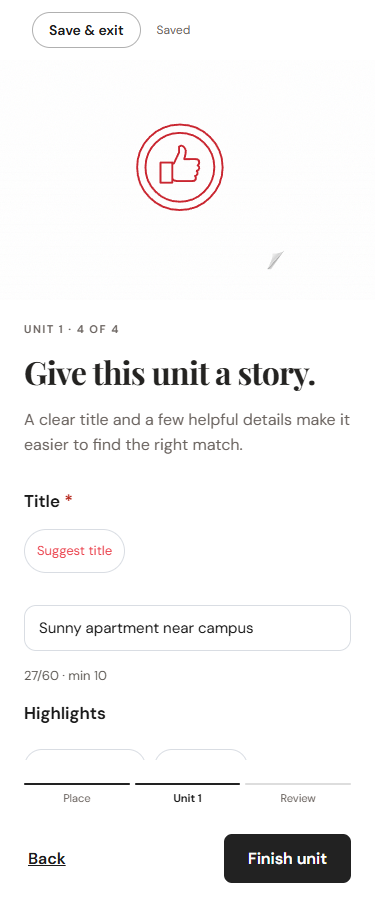 Save & exit
Saved
UNIT 1 · 4 OF 4
Give this unit a story.
A clear title and a few helpful details make it
easier to find the right match.
Title *
Suggest title
Sunny apartment near campus
27/60 · min 10
Highlights
Place
Unit 1
Review
Back
Finish unit